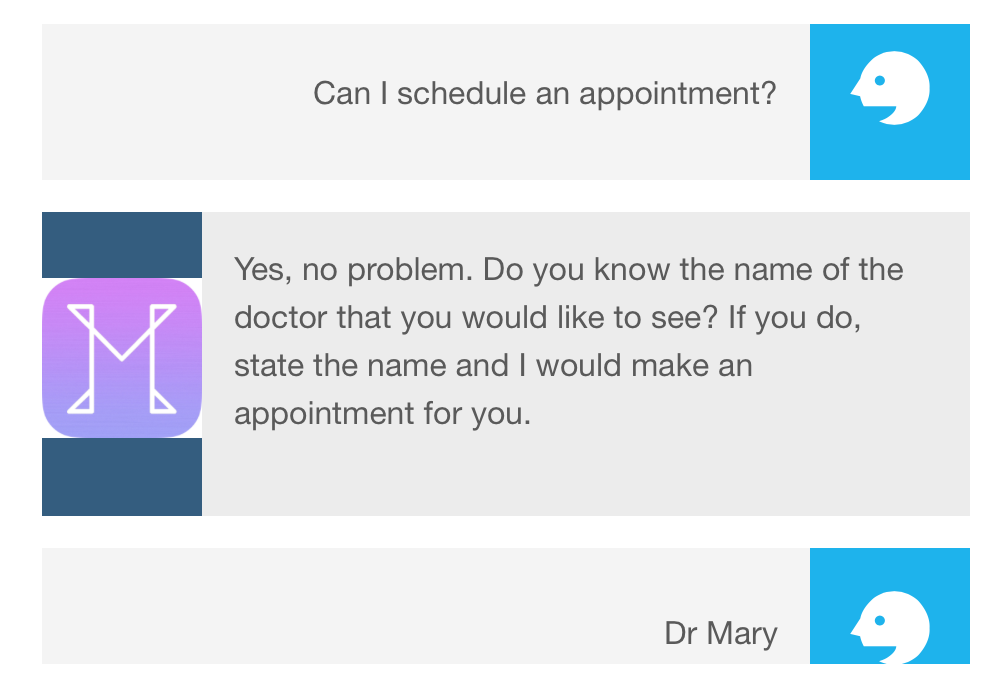 Can I schedule an appointment?
Yes, no problem. Do you know the name of the
doctor that you would like to see? If you do,
state the name and I would make an
appointment for you.
Dr Mary